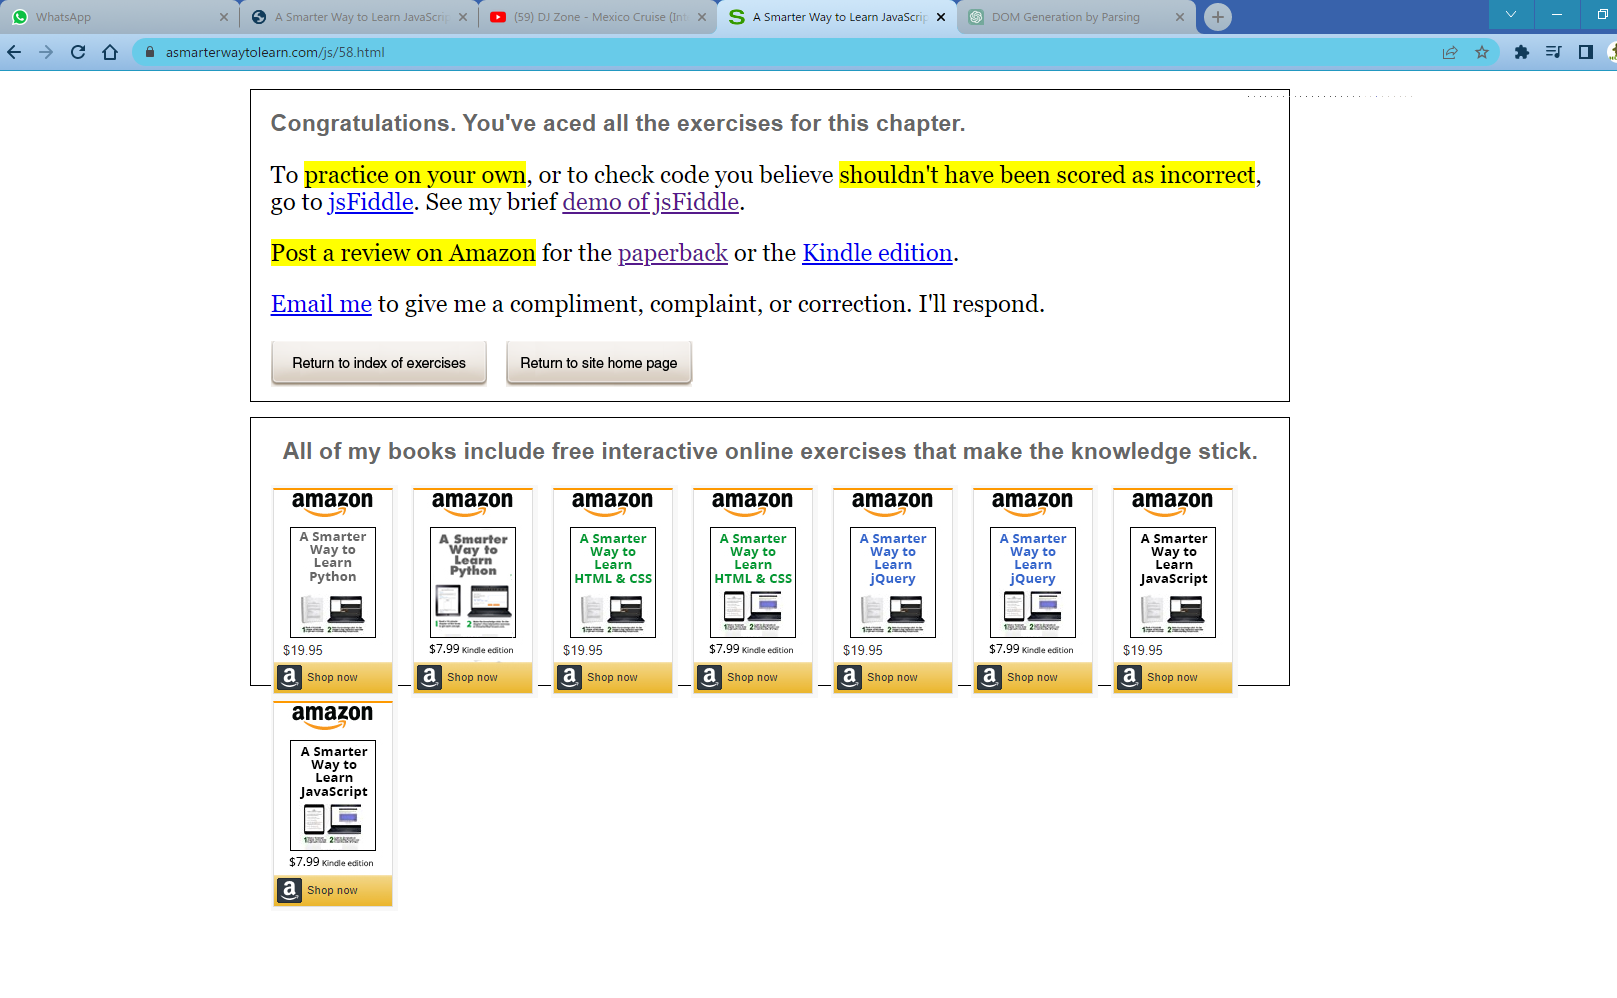 WhatsApp
A Smarter Way to Learn JavaScri
(59) DJ Zone - Mexico Cruise (Int
A Smarter Way to Learn JavaScrip
DOM Generation by Parsing
asmarterwaytolearn.com/js/58.html
Congratulations. You've aced all the exercises for this chapter.
To practice on your own, or to check code you believe shouldn't have been scored as incorrect,
go to jsFiddle. See my brief demo of jsFiddle.
Post a review on Amazon for the paperback or the Kindle edition.
Email me to give me a compliment, complaint, or correction. I'll respond.
Return to index of exercises
Return to site home page
All of my books include free interactive online exercises that make the knowledge stick.
amazon
A Smarter
Way to
Learn
Python
$19.95
Shop now
amazon
A Smarter
Way to
Learn
Python
$7.99 Kindle edition
Shop now
amazon
A Smarter
Way to
Learn
HTML & CSS
$19.95
Shop now
amazon
A Smarter
Way to
Learn
HTML & CSS
$7.99 Kindle edition
Shop now
amazon
A Smarter
Way to
Learn
jQuery
$19.95
Shop now
amazon
A Smarter
Way to
Learn
jQuery
$7.99 Kindle edition
Shop now
amazon
A Smarter
Way to
Learn
JavaScript
$19.95
Shop now
amazon
A Smarter
Way to
Learn
JavaScript
$7.99 Kindle edition
Shop now